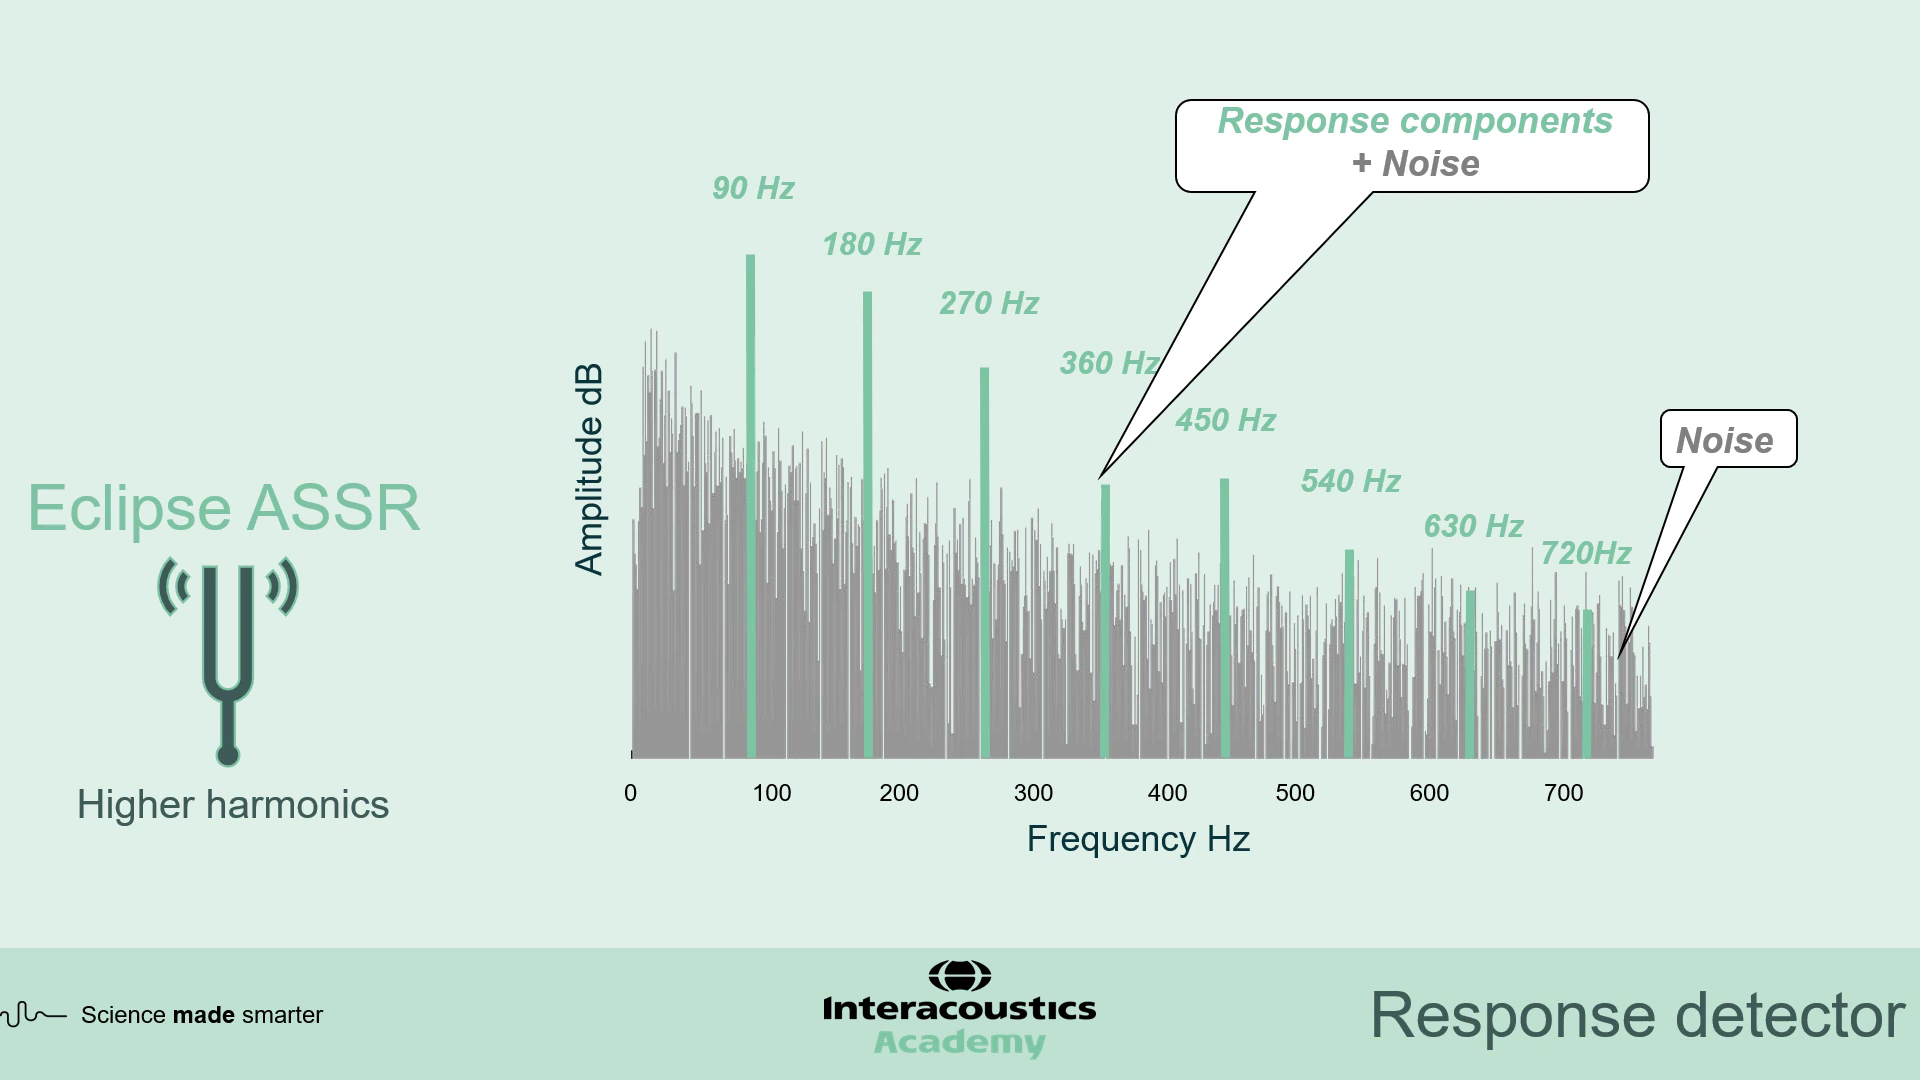 Response components
+ Noise
90 Hz
180 Hz
270 Hz
360 Hz
450 Hz
540 Hz
630 Hz
720Hz
Noise
Amplitude dB
Eclipse ASSR
Higher harmonics
0 100 200 300 400 500 600 700
Frequency Hz
Science made smarter
Interacoustics
Academy
Response detector